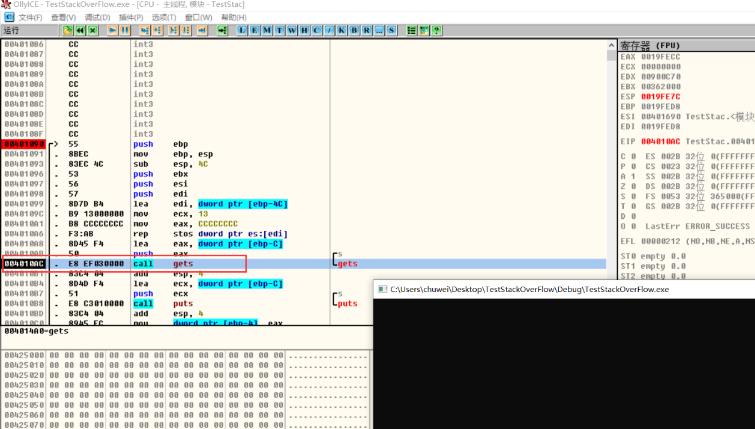 OllyICE - TestStackOverFlow.exe - [CPU - 主线程, 模块 - TestStac]
文件(F) 查看(V) 调试(D) 插件(P) 选项(T) 窗口(W) 帮助(H)
运行 L E M T W H C / K B R ... S
00401086 CC int3
00401087 CC int3
00401088 CC int3
00401089 CC int3
0040108A CC int3
0040108B CC int3
0040108C CC int3
0040108D CC int3
0040108E CC int3
0040108F CC int3
00401090 55 push ebp
00401091 . 8BEC mov ebp, esp
00401093 . 83EC 4C sub esp, 4C
00401096 . 53 push ebx
00401097 . 56 push esi
00401098 . 57 push edi
00401099 . 8D7D B4 lea edi, dword ptr [ebp-4C]
0040109C . B9 13000000 mov ecx, 13
004010A1 . B8 CCCCCCCC mov eax, CCCCCCCC
004010A6 . F3:AB rep stos dword ptr es:[edi]
004010A8 . 8D45 F4 lea eax, dword ptr [ebp-C]
004010AB . 50 push eax s
004010AC . E8 EF030000 call gets gets
004010B1 . 83C4 04 add esp, 4
004010B4 . 8D4D F4 lea ecx, dword ptr [ebp-C]
004010B7 . 51 push ecx s
004010B8 . E8 C3010000 call puts puts
004010BD . 83C4 04 add esp, 4
004010C0 . 8945 FC mov dword ptr [ebp-4], eax
004014A0=gets
寄存器 (FPU)
EAX 0019FECC
ECX 00000000
EDX 00980C70
EBX 00362000
ESP 0019FE7C
EBP 0019FED8
ESI 00401690 TestStac.<模块
EDI 0019FED8
EIP 004010AC TestStac.00401
C 0 ES 002B 32位 0(FFFFFFF
P 0 CS 0023 32位 0(FFFFFFF
A 1 SS 002B 32位 0(FFFFFFF
Z 0 DS 002B 32位 0(FFFFFFF
S 0 FS 0053 32位 365000(FF
T 0 GS 002B 32位 0(FFFFFFF
D 0
O 0 LastErr ERROR_SUCCESS
EFL 00000212 (NO,NB,NE,A,NS
ST0 empty 0.0
ST1 empty 0.0
ST2 empty 0.0
C:\Users\chuwei\Desktop\TestStackOverFlow\Debug\TestStackOverFlow.exe
00425000 00 00 00 00 00 00 00 00 00 00 00 00 00 00 00 00 ................
00425010 00 00 00 00 00 00 00 00 00 00 00 00 00 00 00 00 ................
00425020 00 00 00 00 00 00 00 00 00 00 00 00 00 00 00 00 ................
00425030 00 00 00 00 00 00 00 00 00 00 00 00 00 00 00 00 ................
00425040 00 00 00 00 00 00 00 00 00 00 00 00 00 00 00 00 ................
00425050 00 00 00 00 00 00 00 00 00 00 00 00 00 00 00 00 ................
00425060 00 00 00 00 00 00 00 00 00 00 00 00 00 00 00 00 ................
00425070 00 00 00 00 00 00 00 00 00 00 00 00 00 00 00 00 ................